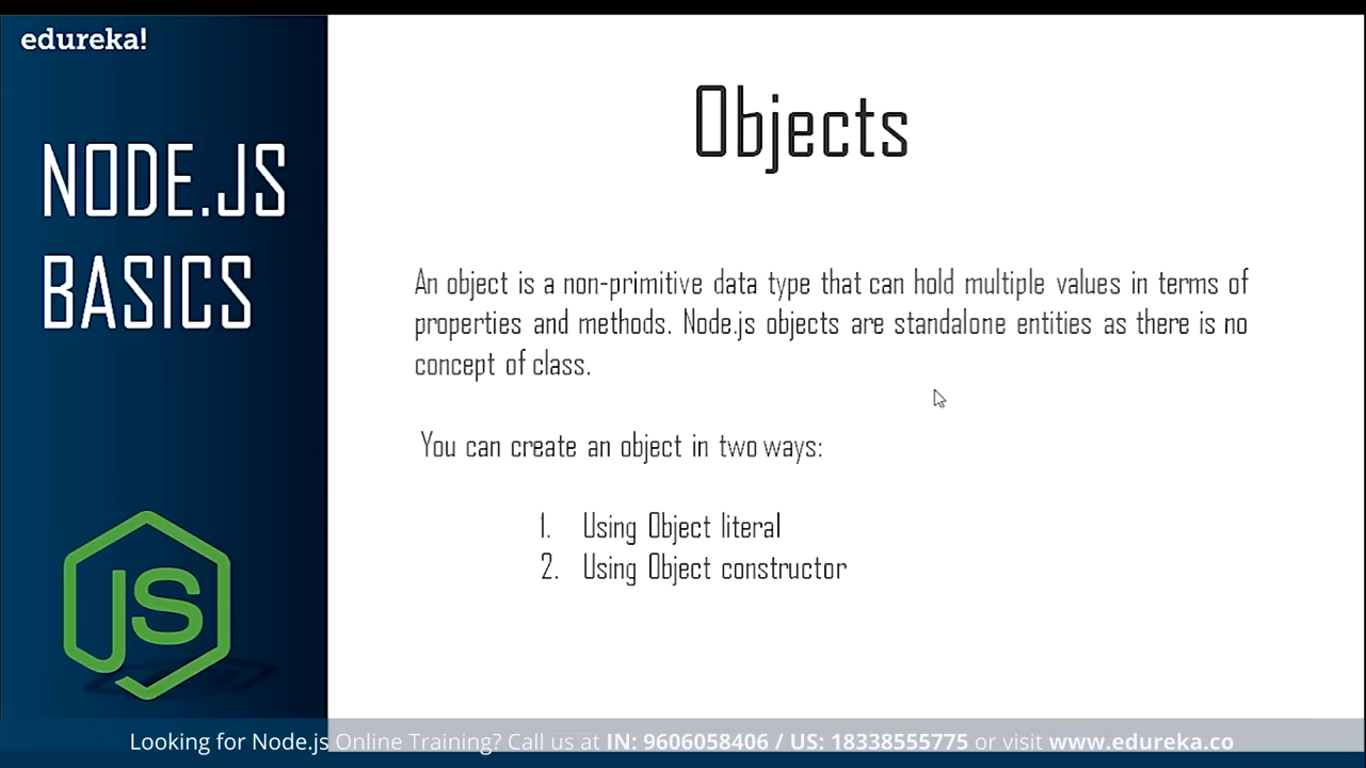 edureka!
NODE.JS
BASICS
Objects
An object is a non-primitive data type that can hold multiple values in terms of
properties and methods. Node.js objects are standalone entities as there is no
concept of class.
You can create an object in two ways:
1. Using Object literal
2. Using Object constructor
JS
Looking for Node.js Online Training? Call us at IN: 9606058406 / US: 18338555775 or visit www.edureka.co